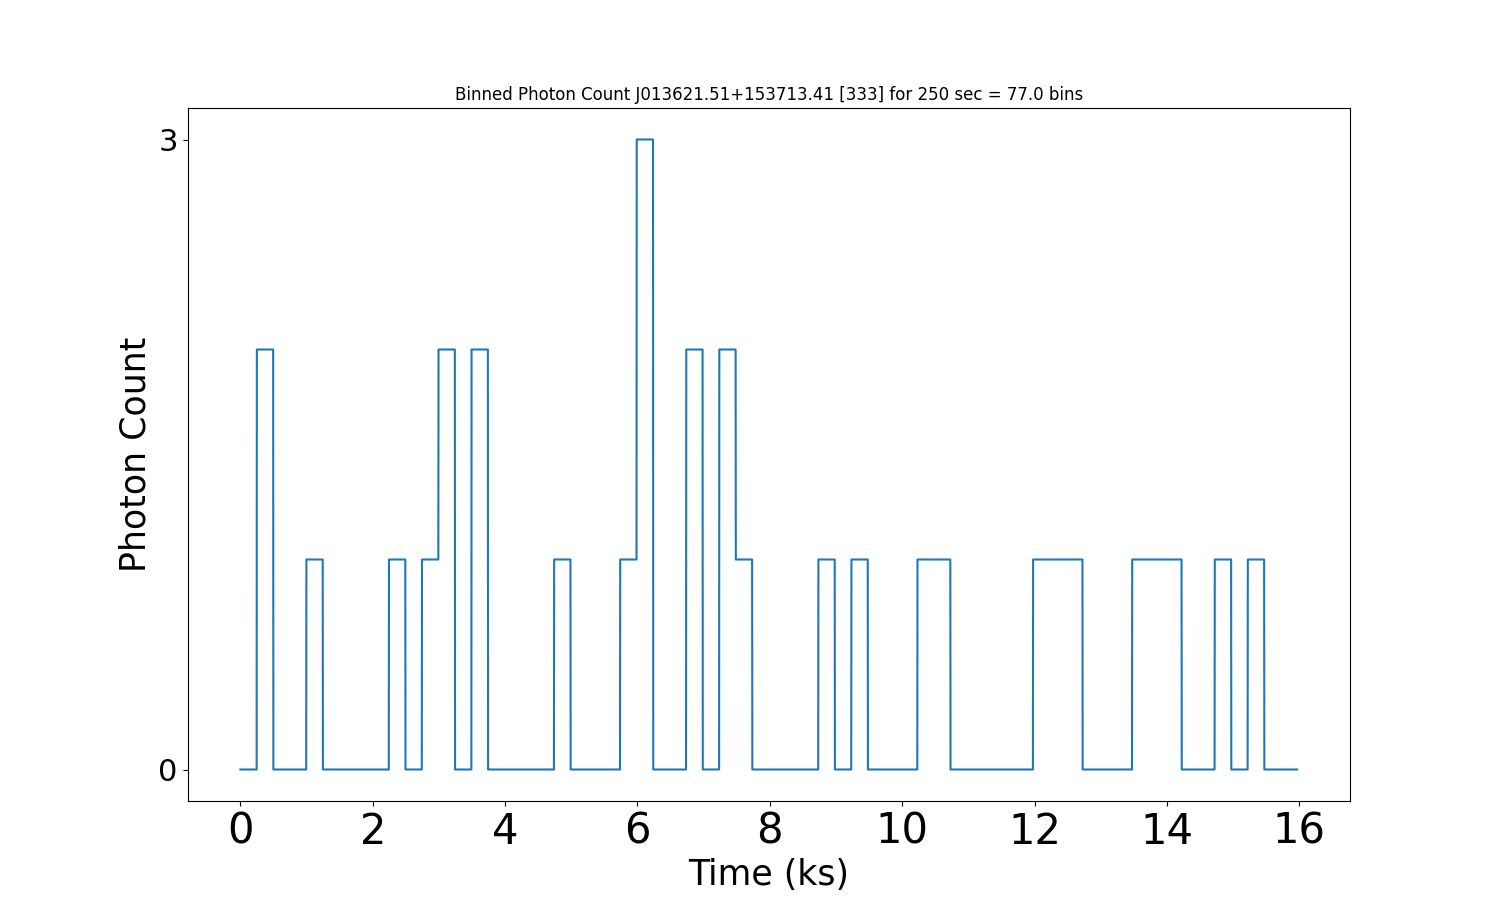 Binned Photon Count J013621.51+153713.41 [333] for 250 sec = 77.0 bins
3
Photon Count
0
0 2 4 6 8 10 12 14 16
Time (ks)